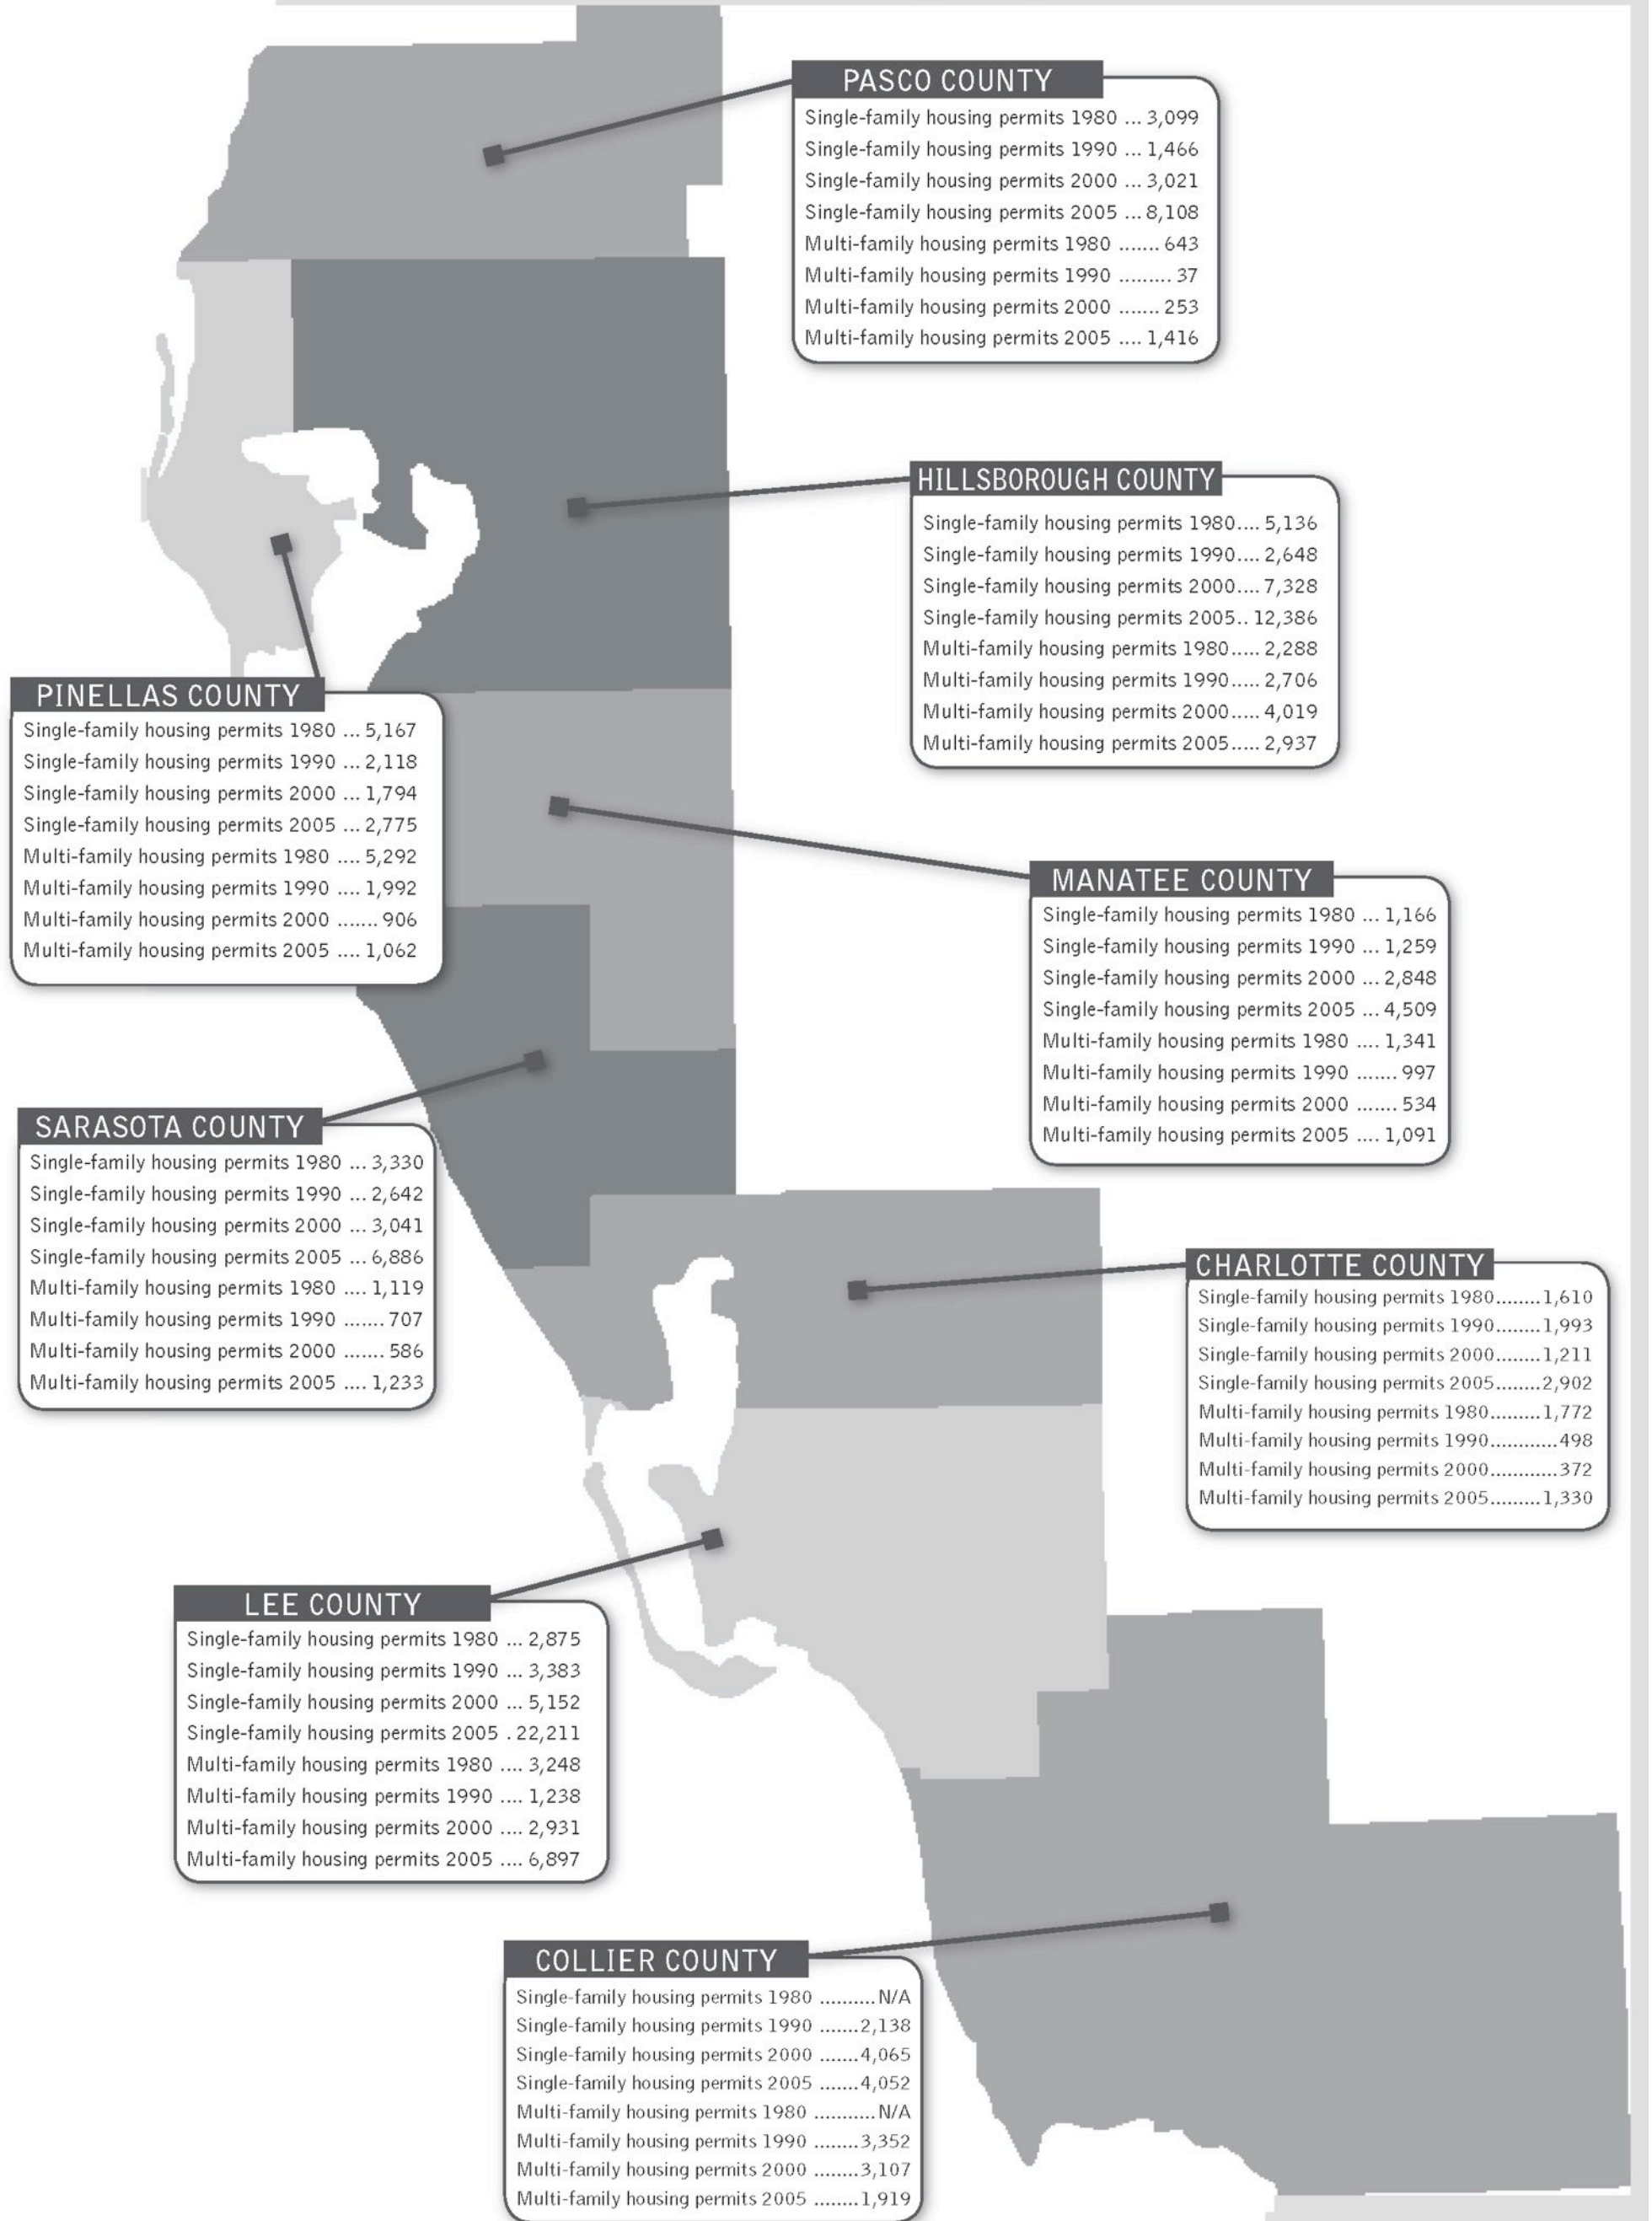 PASCO COUNTY
Single-family housing permits 1980 ... 3,099
Single-family housing permits 1990 ... 1,466
Single-family housing permits 2000 ... 3,021
Single-family housing permits 2005 ... 8,108
Multi-family housing permits 1980 ....... 643
Multi-family housing permits 1990 ......... 37
Multi-family housing permits 2000 ....... 253
Multi-family housing permits 2005 .... 1,416
HILLSBOROUGH COUNTY
Single-family housing permits 1980.... 5,136
Single-family housing permits 1990.... 2,648
Single-family housing permits 2000.... 7,328
Single-family housing permits 2005.. 12,386
Multi-family housing permits 1980..... 2,288
Multi-family housing permits 1990..... 2,706
Multi-family housing permits 2000..... 4,019
Multi-family housing permits 2005..... 2,937
PINELLAS COUNTY
Single-family housing permits 1980 ... 5,167
Single-family housing permits 1990 ... 2,118
Single-family housing permits 2000 ... 1,794
Single-family housing permits 2005 ... 2,775
Multi-family housing permits 1980 .... 5,292
Multi-family housing permits 1990 .... 1,992
Multi-family housing permits 2000 ....... 906
Multi-family housing permits 2005 .... 1,062
MANATEE COUNTY
Single-family housing permits 1980 ... 1,166
Single-family housing permits 1990 ... 1,259
Single-family housing permits 2000 ... 2,848
Single-family housing permits 2005 ... 4,509
Multi-family housing permits 1980 .... 1,341
Multi-family housing permits 1990 ....... 997
Multi-family housing permits 2000 ....... 534
Multi-family housing permits 2005 .... 1,091
SARASOTA COUNTY
Single-family housing permits 1980 ... 3,330
Single-family housing permits 1990 ... 2,642
Single-family housing permits 2000 ... 3,041
Single-family housing permits 2005 ... 6,886
Multi-family housing permits 1980 .... 1,119
Multi-family housing permits 1990 ....... 707
Multi-family housing permits 2000 ....... 586
Multi-family housing permits 2005 .... 1,233
CHARLOTTE COUNTY
Single-family housing permits 1980........1,610
Single-family housing permits 1990........1,993
Single-family housing permits 2000........1,211
Single-family housing permits 2005........2,902
Multi-family housing permits 1980.........1,772
Multi-family housing permits 1990............498
Multi-family housing permits 2000............372
Multi-family housing permits 2005.........1,330
LEE COUNTY
Single-family housing permits 1980 ... 2,875
Single-family housing permits 1990 ... 3,383
Single-family housing permits 2000 ... 5,152
Single-family housing permits 2005 . 22,211
Multi-family housing permits 1980 .... 3,248
Multi-family housing permits 1990 .... 1,238
Multi-family housing permits 2000 .... 2,931
Multi-family housing permits 2005 .... 6,897
COLLIER COUNTY
Single-family housing permits 1980 ..........N/A
Single-family housing permits 1990 .......2,138
Single-family housing permits 2000 .......4,065
Single-family housing permits 2005 .......4,052
Multi-family housing permits 1980 ...........N/A
Multi-family housing permits 1990 ........3,352
Multi-family housing permits 2000 ........3,107
Multi-family housing permits 2005 ........1,919